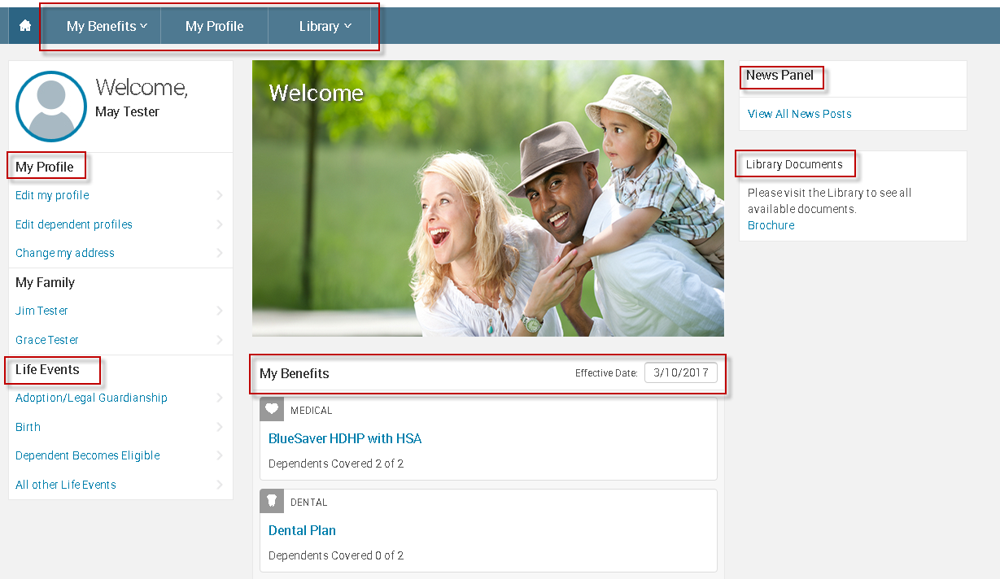 My Benefits My Profile Library
Welcome,
May Tester
My Profile
Edit my profile
Edit dependent profiles
Change my address
My Family
Jim Tester
Grace Tester
Life Events
Adoption/Legal Guardianship
Birth
Dependent Becomes Eligible
All other Life Events
Welcome
My Benefits Effective Date: 3/10/2017
MEDICAL
BlueSaver HDHP with HSA
Dependents Covered 2 of 2
DENTAL
Dental Plan
Dependents Covered 0 of 2
News Panel
View All News Posts
Library Documents
Please visit the Library to see all
available documents.
Brochure